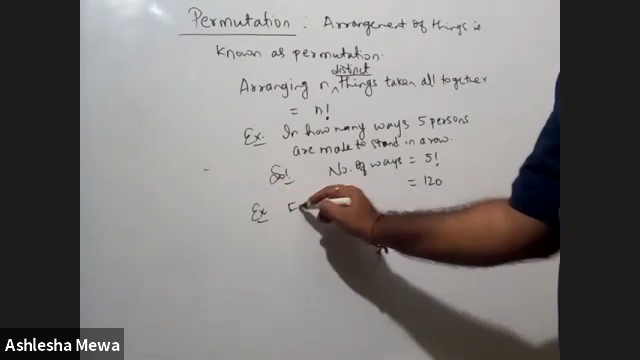 Permutation : Arrangement of things is
known as permutation.
distinct
Arranging n ^ things taken all together
= n!
Ex. In how many ways 5 persons
are made to stand in a row.
Sol No. of ways = 5!
= 120
Ex
Ashlesha Mewa